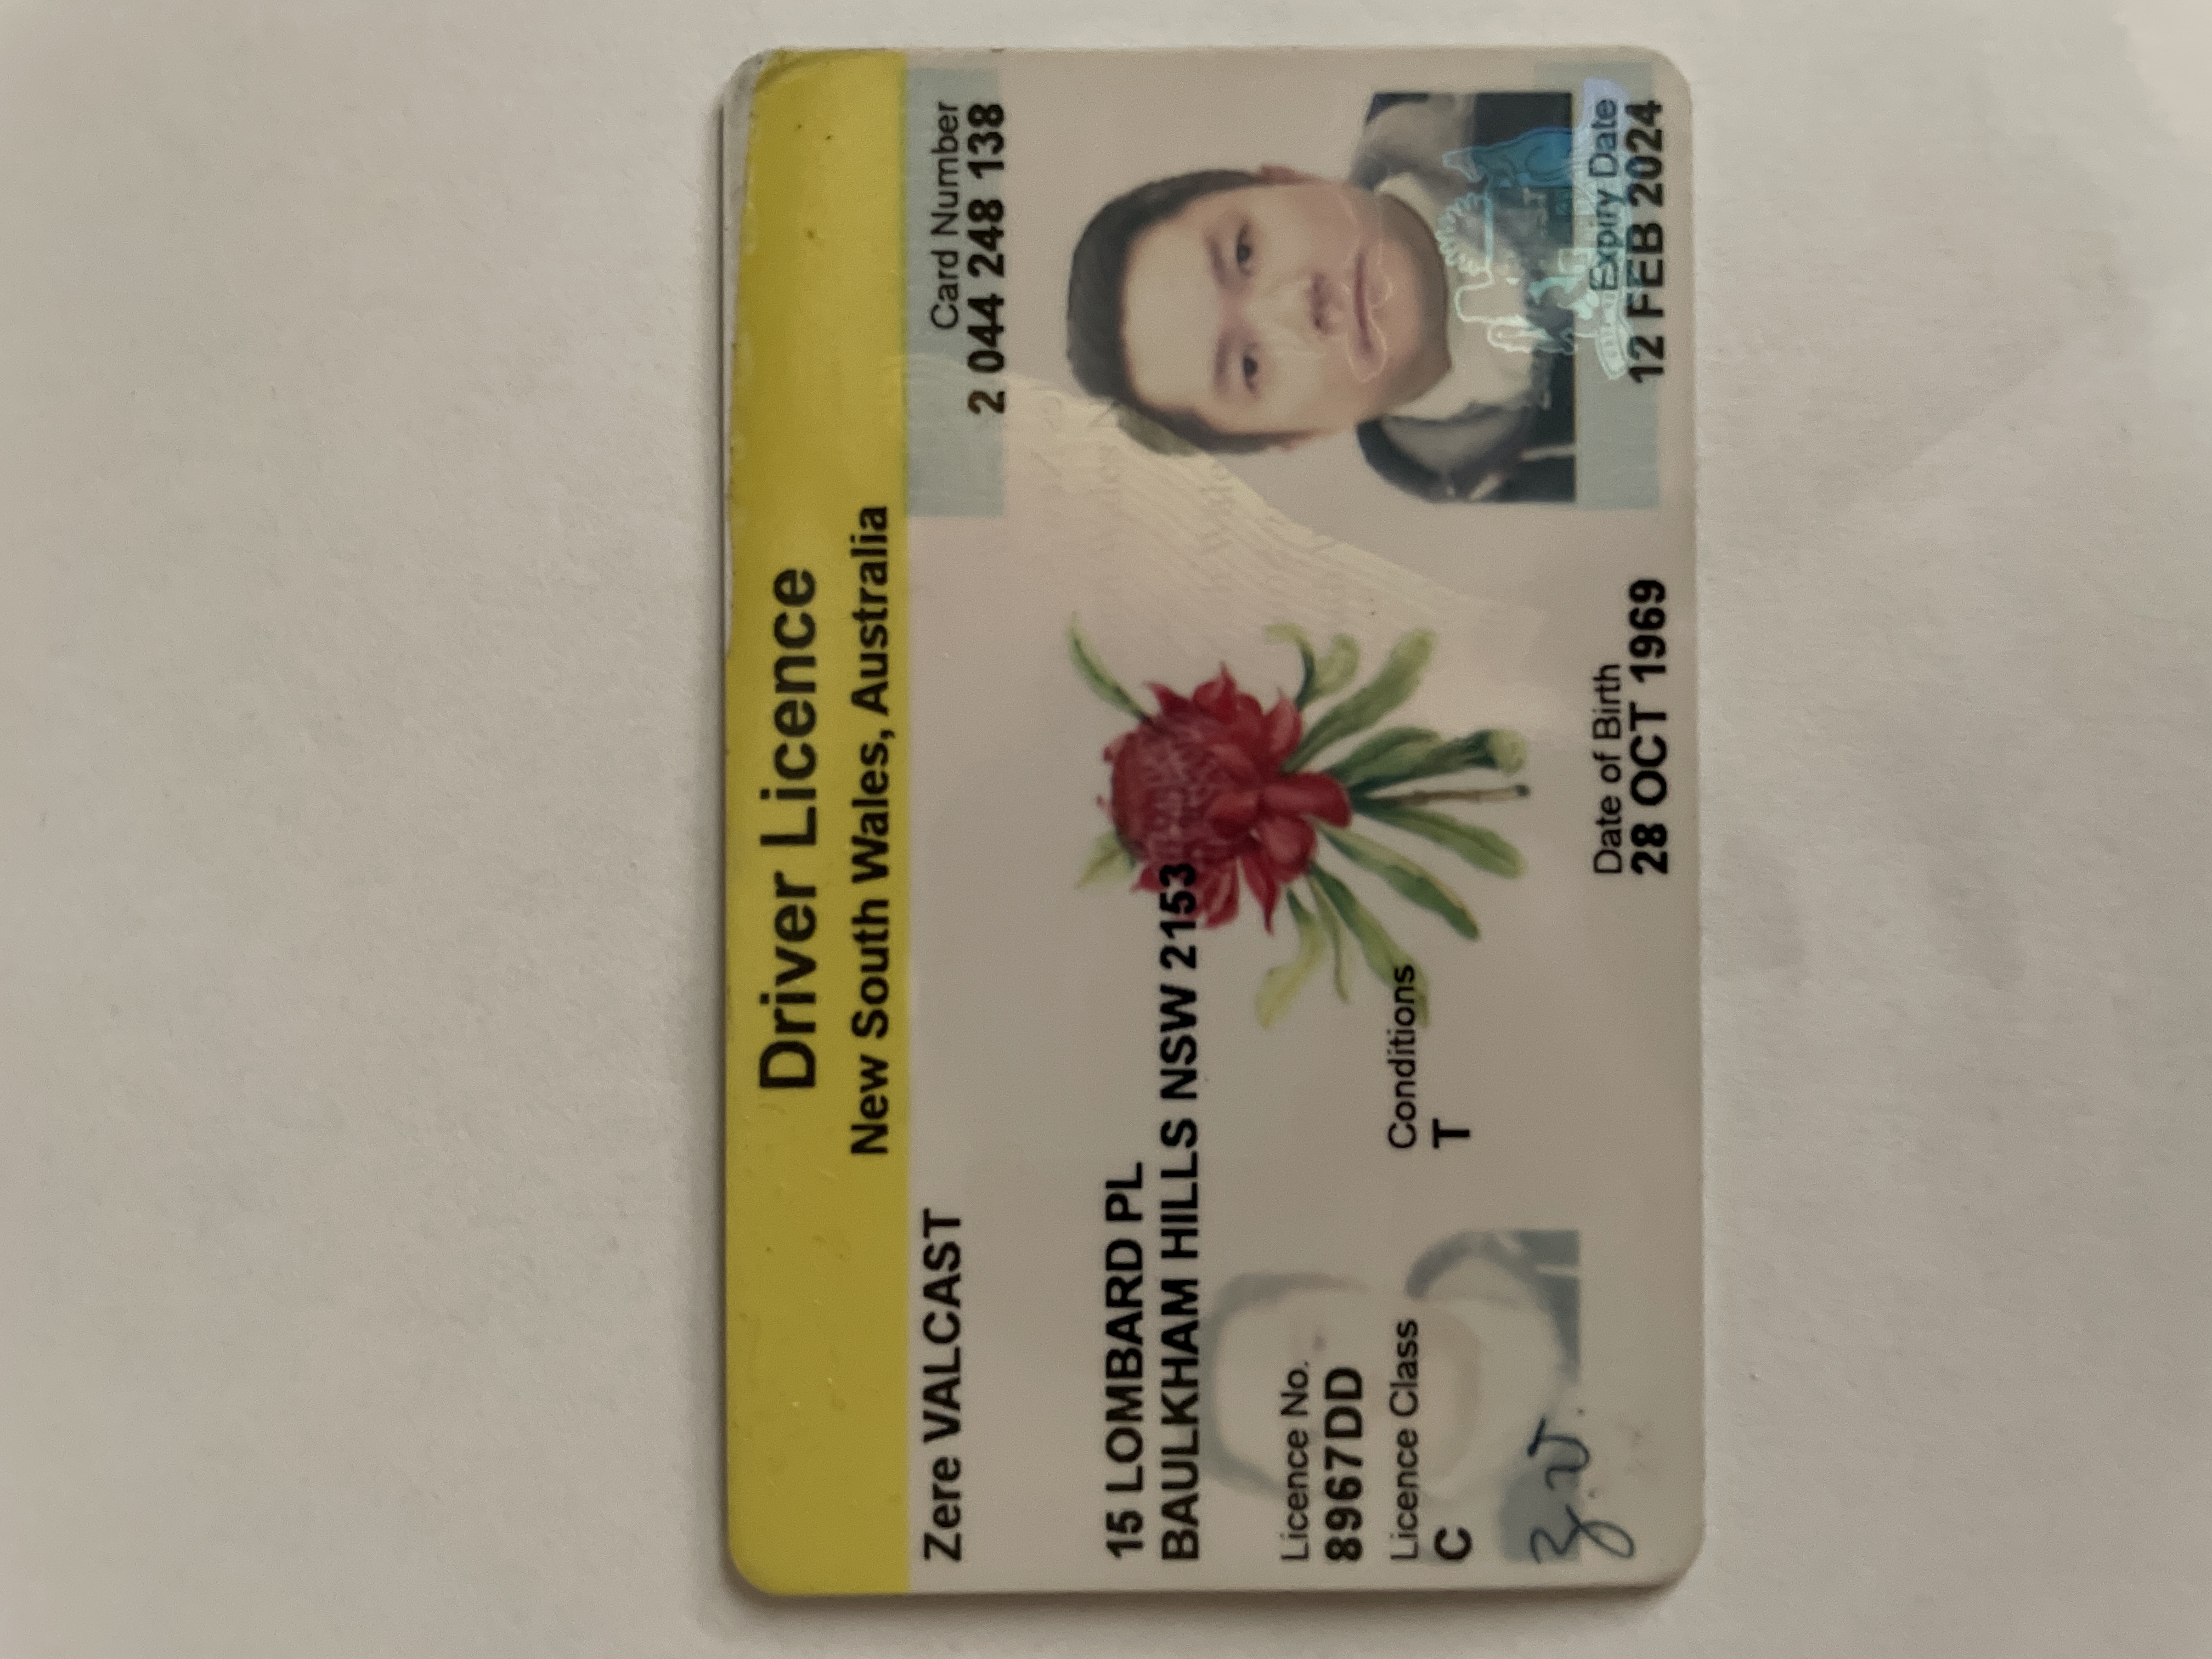 Driver Licence
New South Wales, Australia
Zere VALCAST
Card Number
2 044 248 138
15 LOMBARD PL
BAULKHAM HILLS NSW 2153
Licence No.
8967DD
Licence Class
C
Conditions
T
z.v.
Date of Birth
28 OCT 1969
Expiry Date
12 FEB 2024